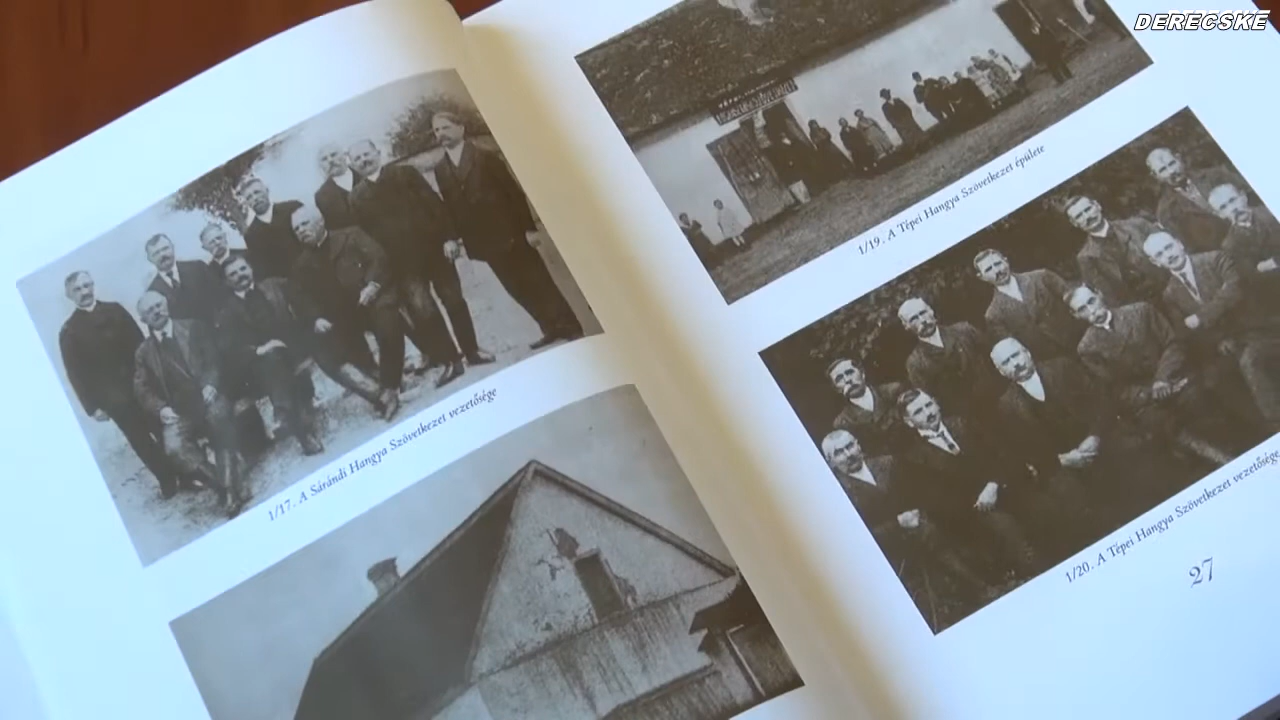 DERECSKE
1/17. A Sárándi Hangya Szövetkezet vezetősége
1/19. A Tépei Hangya Szövetkezet épülete
1/20. A Tépei Hangya Szövetkezet vezetősége
27